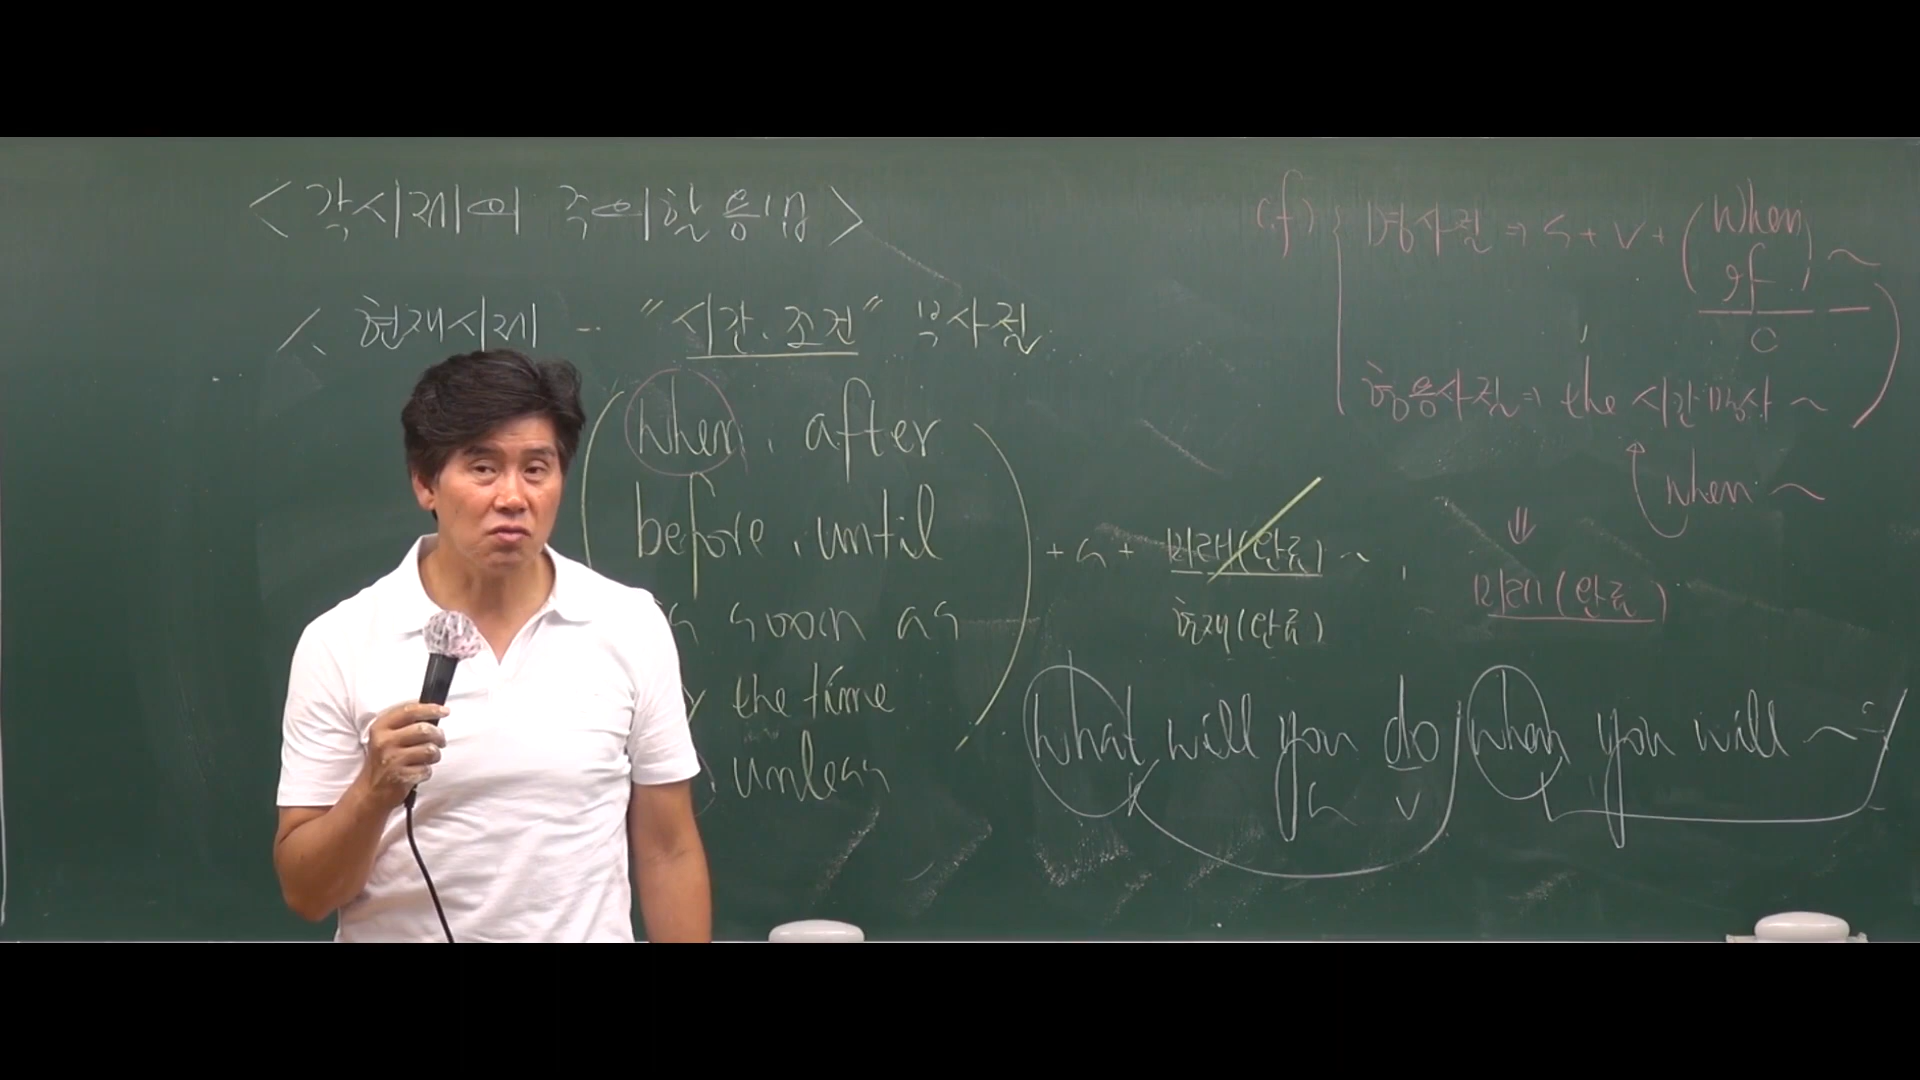 <각시제의 주의할 용법>
1. 현재시제 - "시간, 조건" 부사절
when, after
before, until
s soon as
y the time
unless
+ S + 미래(완료) ~ ,
현재(완료)
c.f) { 명사절 ⇒ S + V + (when
if) ~
O
형용사절 ⇒ the 시간명사 ~
when ~
⇓
미래(완료)
What will you do / when you will ~ ?
S V